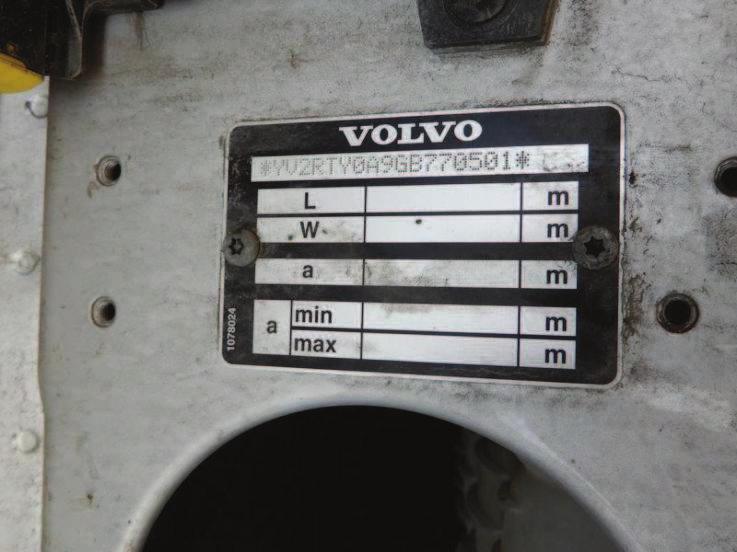 VOLVO
*YV2RTY0A9GB770501*
L m
W m
a m
a min m
max m
1078024